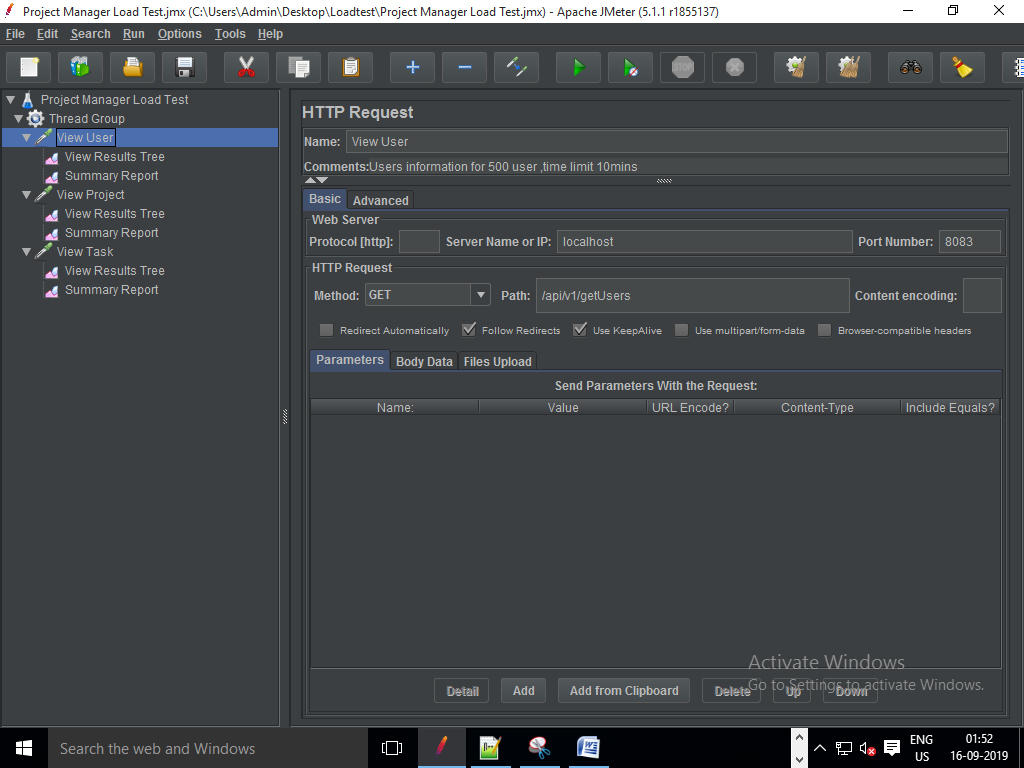 Project Manager Load Test.jmx (C:\Users\Admin\Desktop\Loadtest\Project Manager Load Test.jmx) - Apache JMeter (5.1.1 r1855137)
File Edit Search Run Options Tools Help
STOP
Project Manager Load Test
Thread Group
View User
View Results Tree
Summary Report
View Project
View Results Tree
Summary Report
View Task
View Results Tree
Summary Report
HTTP Request
Name: View User
Comments:Users information for 500 user ,time limit 10mins
Basic Advanced
Web Server
Protocol [http]: Server Name or IP: localhost Port Number: 8083
HTTP Request
Method: GET Path: /api/v1/getUsers Content encoding:
Redirect Automatically Follow Redirects Use KeepAlive Use multipart/form-data Browser-compatible headers
Parameters Body Data Files Upload
Send Parameters With the Request:
Name: Value URL Encode? Content-Type Include Equals?
Detail Add Add from Clipboard Delete Up Down
Activate Windows
Go to Settings to activate Windows.
Search the web and Windows
ENG
US
01:52
16-09-2019